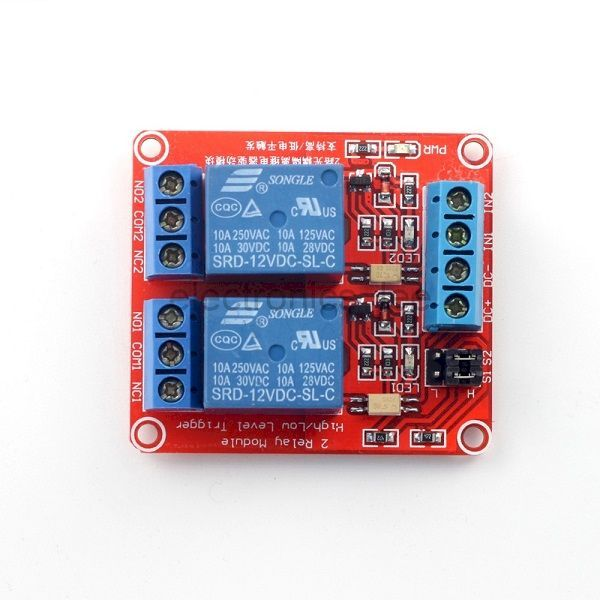 支持高/低电平触发
2路光耦隔离继电器驱动模块
PWR
NO2 COM2 NC2
SONGLE
®
CQC
c RU US
10A 250VAC 10A 125VAC
10A 30VDC 10A 28VDC
SRD-12VDC-SL-C
LED2
IN2
IN1
DC-
DC+
NO1 COM1 NC1
SONGLE
®
CQC
c RU US
10A 250VAC 10A 125VAC
10A 30VDC 10A 28VDC
SRD-12VDC-SL-C
LED1
S2
S1
L H
High/Low Level Trigger
2 Relay Module